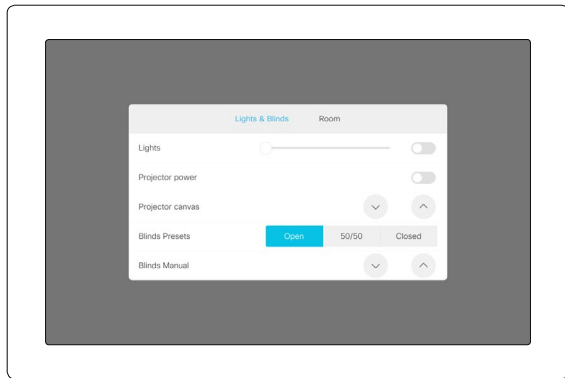 Lights & Blinds Room
Lights
Projector power
Projector canvas
Blinds Presets Open 50/50 Closed
Blinds Manual